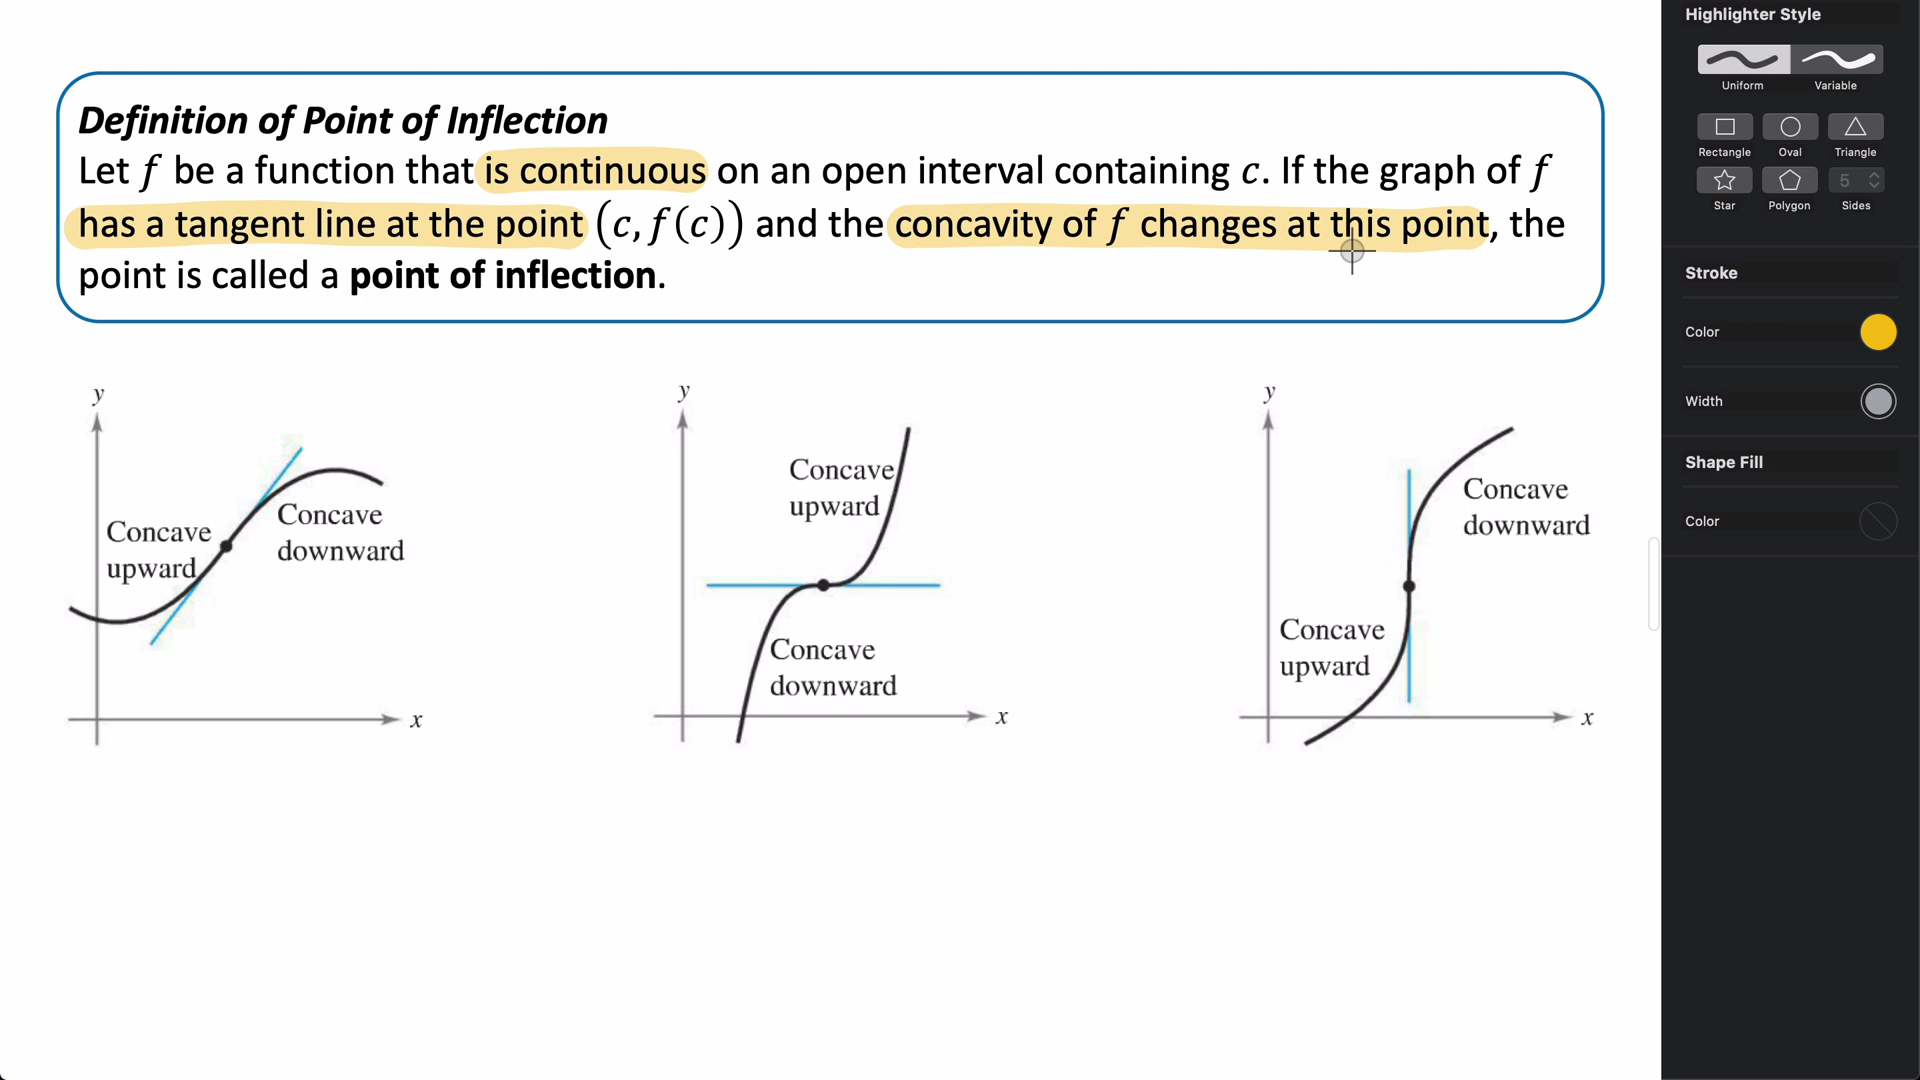 Definition of Point of Inflection
Let f be a function that is continuous on an open interval containing c. If the graph of f
has a tangent line at the point (c, f(c)) and the concavity of f changes at this point, the
point is called a point of inflection.
y
Concave
upward
Concave
downward
x
y
Concave
upward
Concave
downward
x
y
Concave
downward
Concave
upward
x
Highlighter Style
Uniform Variable
Rectangle Oval Triangle
5
Star Polygon Sides
Stroke
Color
Width
Shape Fill
Color